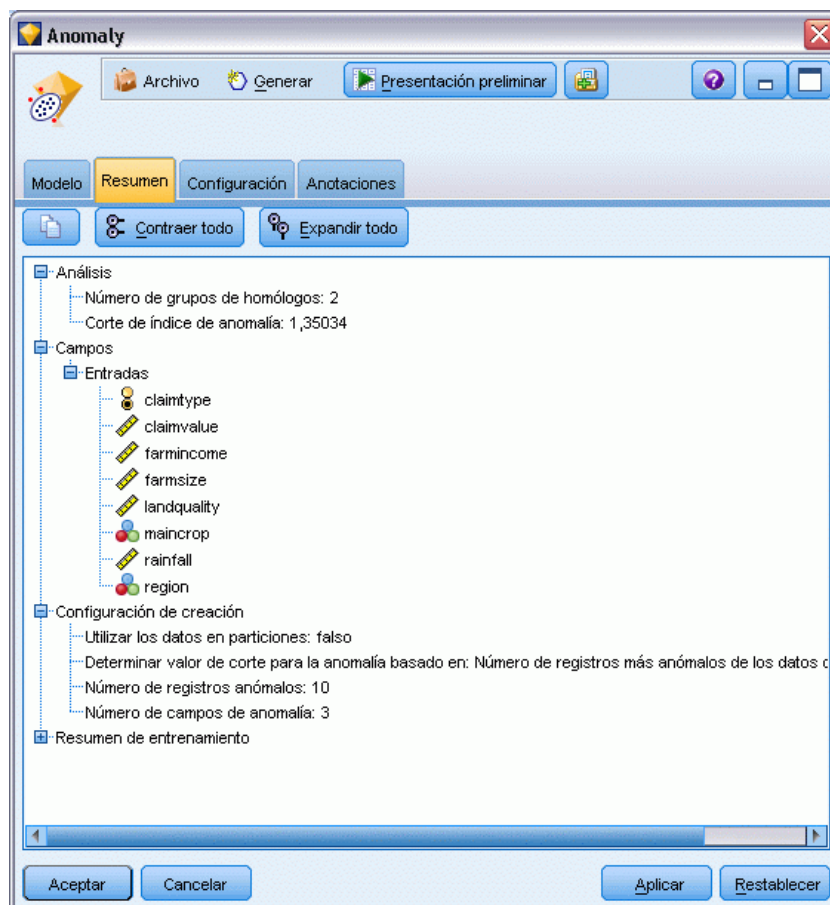 Anomaly
Archivo Generar Presentación preliminar
Modelo Resumen Configuración Anotaciones
Contraer todo Expandir todo
Análisis
Número de grupos de homólogos: 2
Corte de índice de anomalía: 1,35034
Campos
Entradas
claimtype
claimvalue
farmincome
farmsize
landquality
maincrop
rainfall
region
Configuración de creación
Utilizar los datos en particiones: falso
Determinar valor de corte para la anomalía basado en: Número de registros más anómalos de los datos
Número de registros anómalos: 10
Número de campos de anomalía: 3
Resumen de entrenamiento
Aceptar Cancelar Aplicar Restablecer